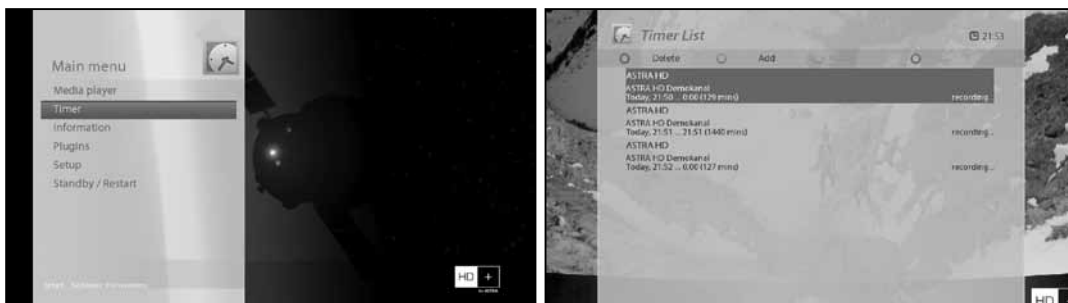 Main menu
Media player
Timer
Information
Plugins
Setup
Standby / Restart
HD +
Timer List
21:53
Delete
Add
ASTRA HD
ASTRA HD Demokanal
Today, 21:50 ... 0:00 (129 mins)
recording...
ASTRA HD
ASTRA HD Demokanal
Today, 21:51 ... 21:51 (1440 mins)
recording...
ASTRA HD
ASTRA HD Demokanal
Today, 21:52 ... 0:00 (127 mins)
recording...
HD